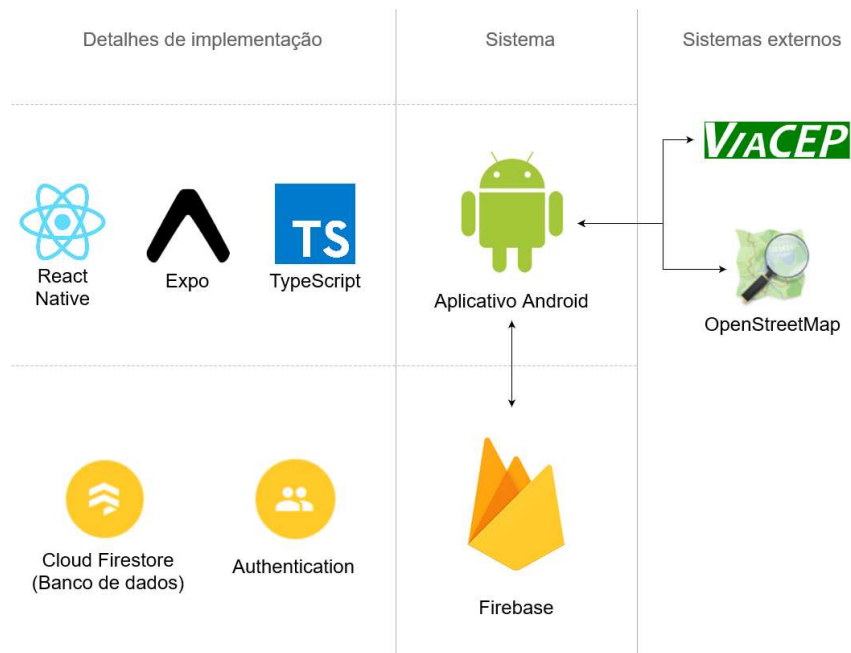 Detalhes de implementação
Sistema
Sistemas externos
VIACEP
TS
React
Native
Expo
TypeScript
Aplicativo Android
OpenStreetMap
Cloud Firestore
(Banco de dados)
Authentication
Firebase